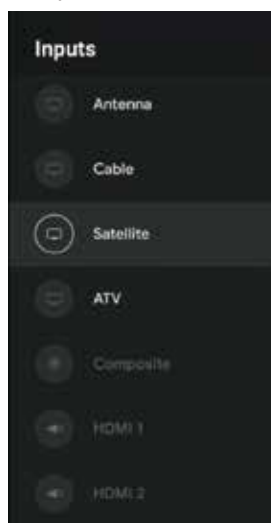 Inputs
Antenna
Cable
Satellite
ATV
Composite
HDMI 1
HDMI 2